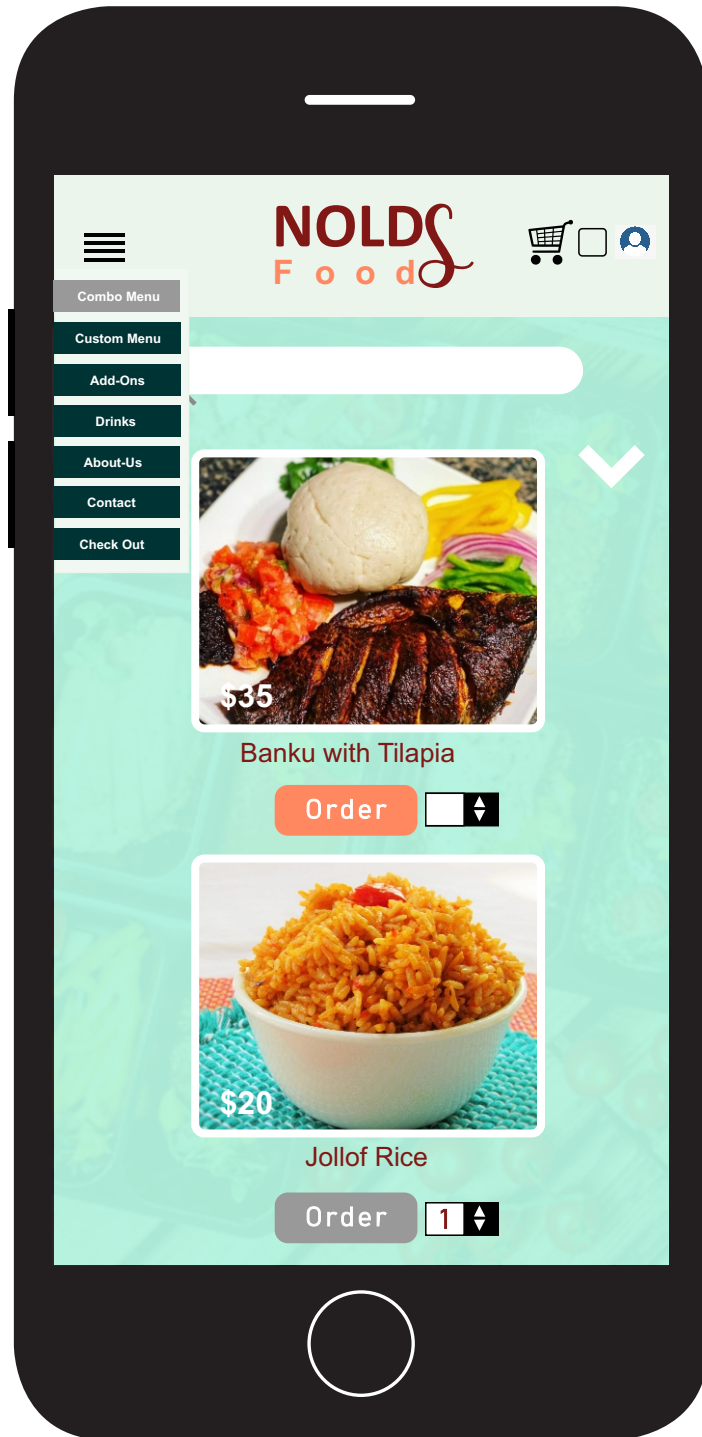 NOLDS
Food
Combo Menu
Custom Menu
Add-Ons
Drinks
About-Us
Contact
Check Out
$35
Banku with Tilapia
Order
$20
Jollof Rice
Order 1